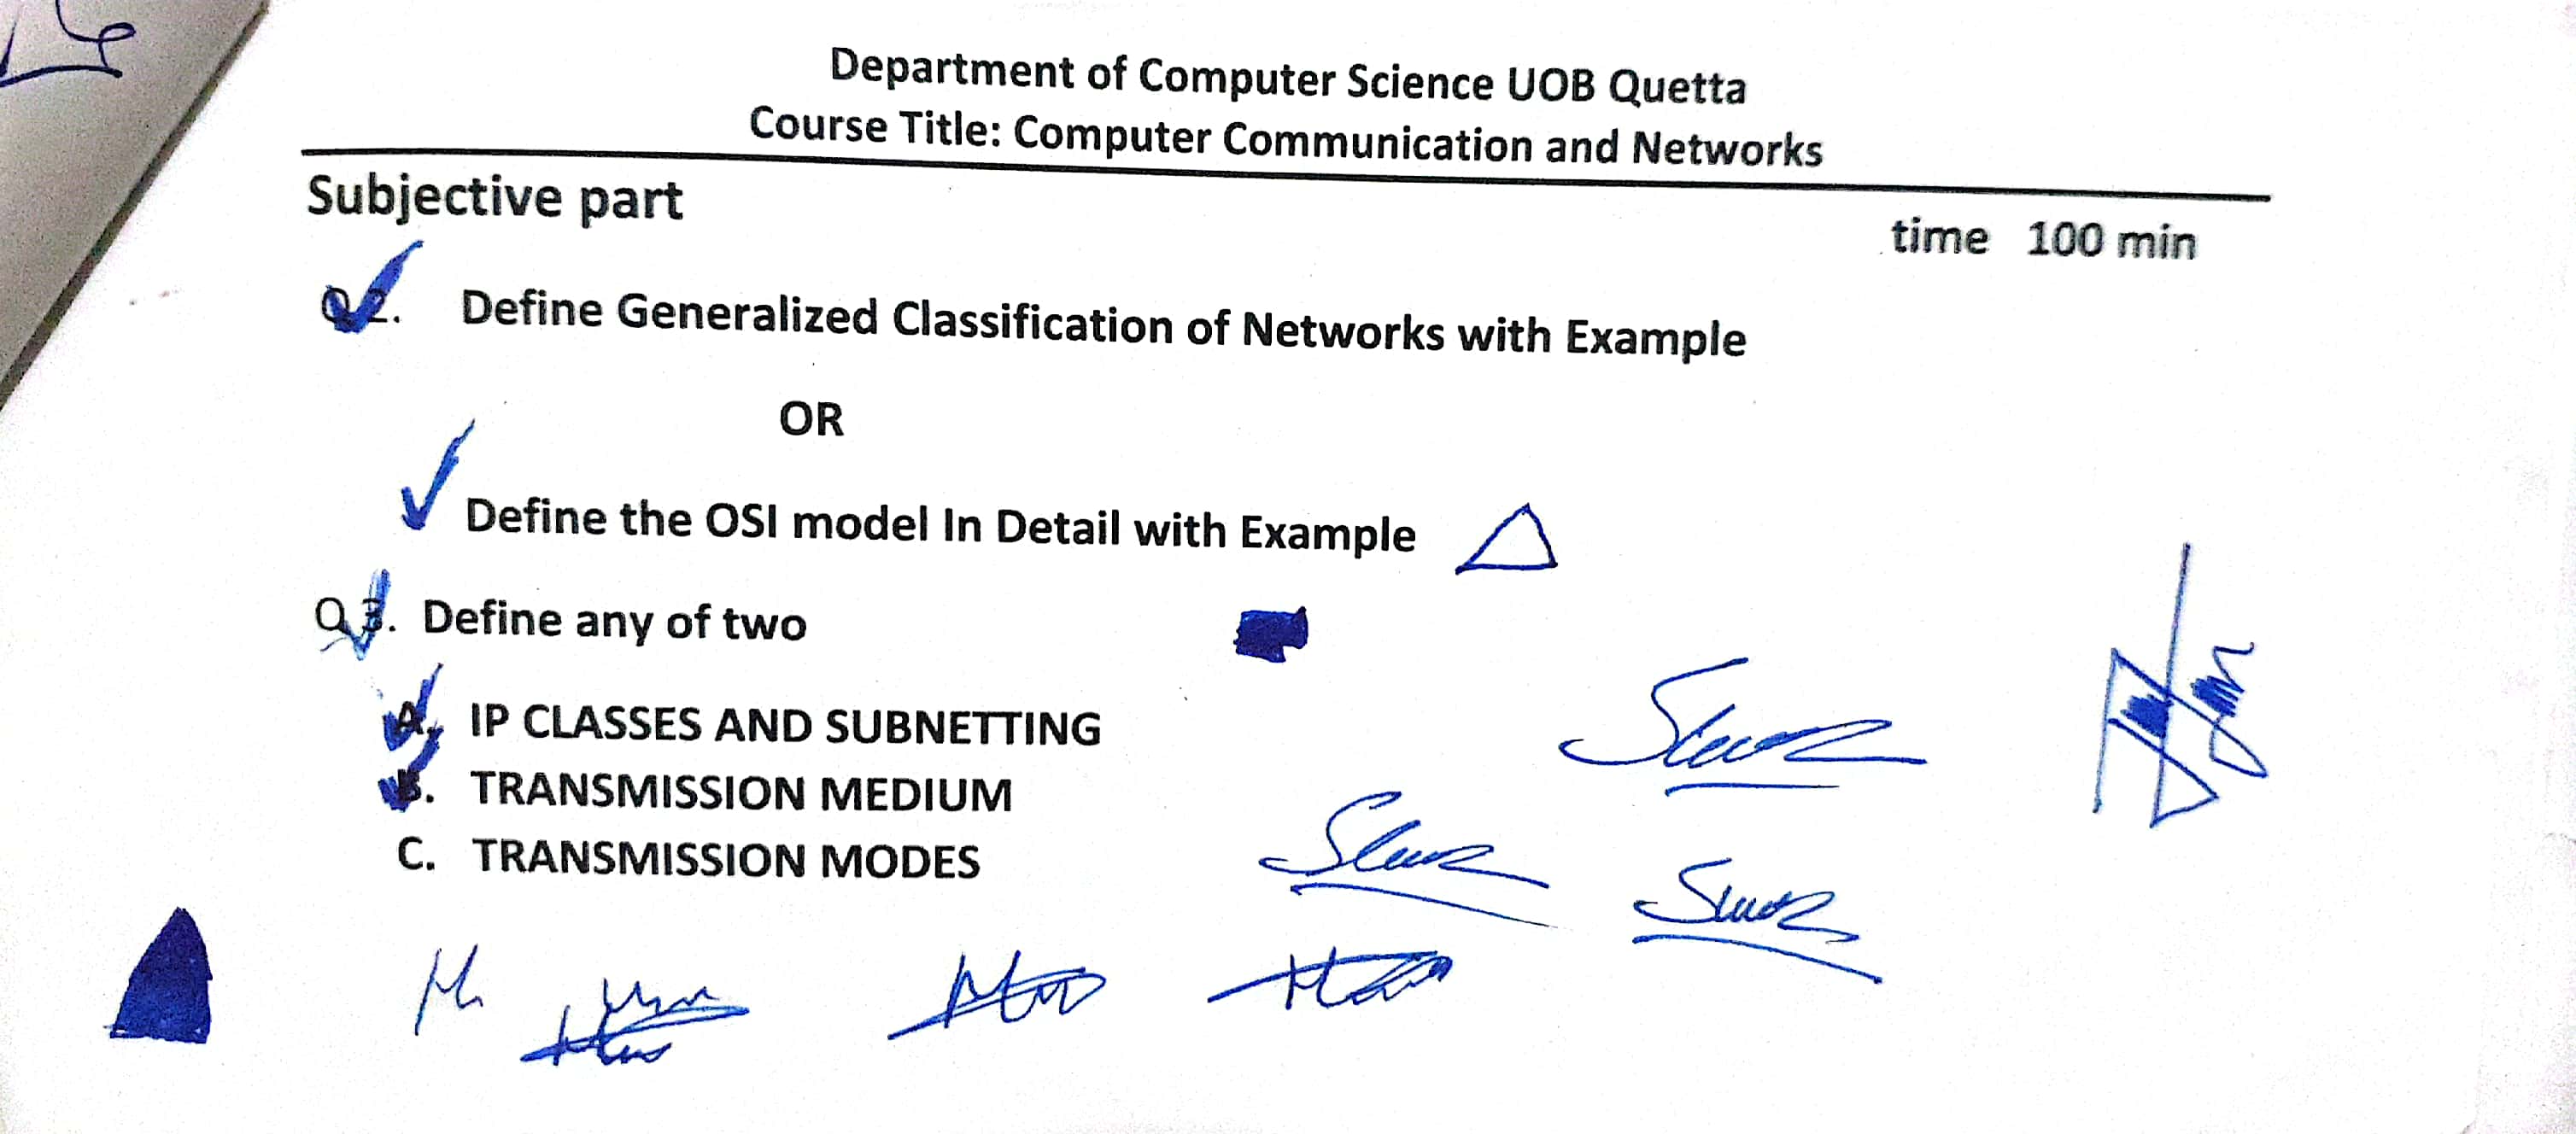 Department of Computer Science UOB Quetta
Course Title: Computer Communication and Networks
Subjective part
time 100 min
Q2. Define Generalized Classification of Networks with Example
OR
Define the OSI model In Detail with Example
Q3. Define any of two
A. IP CLASSES AND SUBNETTING
B. TRANSMISSION MEDIUM
C. TRANSMISSION MODES